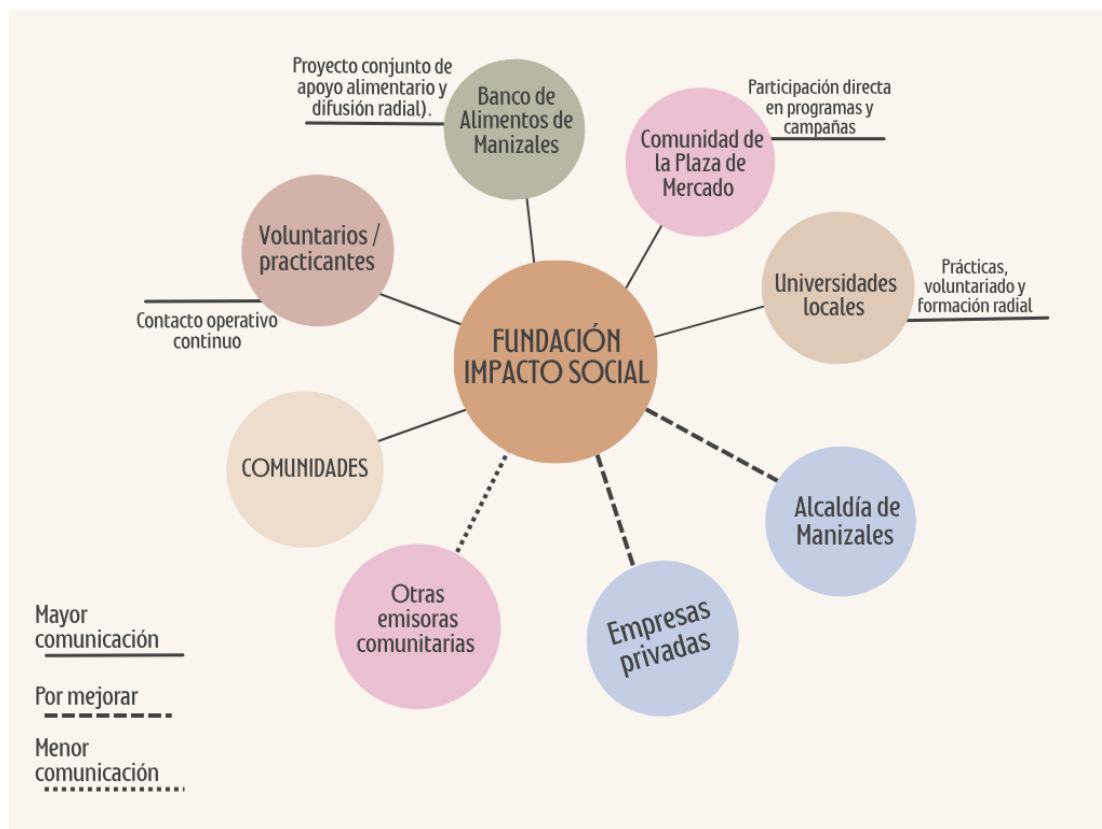 Proyecto conjunto de
apoyo alimentario y
difusión radial).
Banco de
Alimentos de
Manizales
Participación directa
en programas y
campañas
Comunidad de
la Plaza de
Mercado
Voluntarios /
practicantes
Contacto operativo
continuo
Universidades
locales
Prácticas,
voluntariado y
formación radial
FUNDACIÓN
IMPACTO SOCIAL
COMUNIDADES
Alcaldía de
Manizales
Otras
emisoras
comunitarias
Empresas
privadas
Mayor
comunicación
Por mejorar
Menor
comunicación